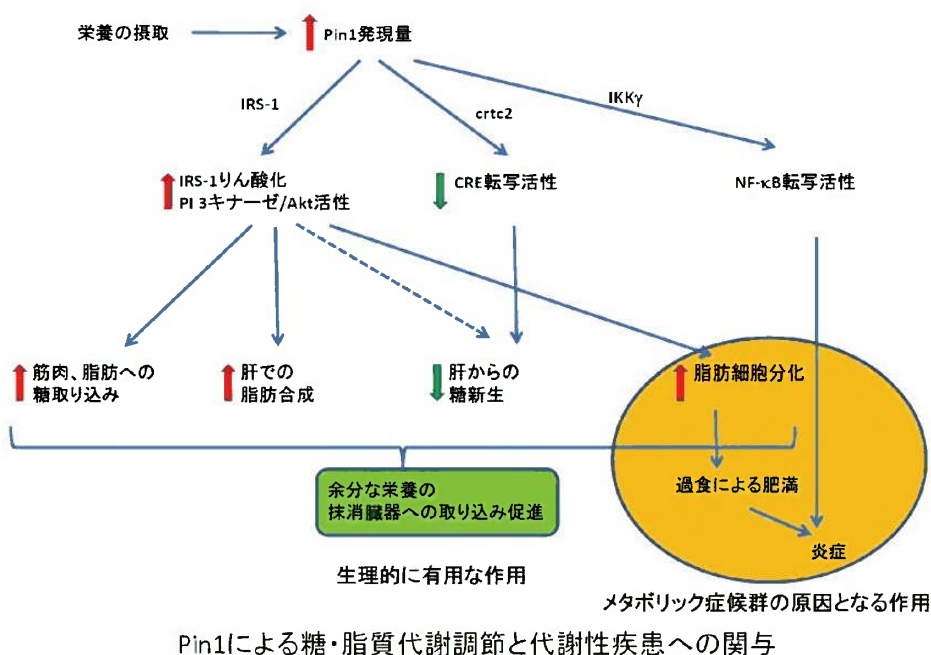 栄養の摂取
Pin1発現量
IRS-1
crtc2
IKKγ
IRS-1りん酸化
PI 3キナーゼ/Akt活性
CRE転写活性
NF-κB転写活性
筋肉、脂肪への
糖取り込み
肝での
脂肪合成
肝からの
糖新生
脂肪細胞分化
余分な栄養の
抹消臓器への取り込み促進
過食による肥満
炎症
生理的に有用な作用
メタボリック症候群の原因となる作用
Pin1による糖・脂質代謝調節と代謝性疾患への関与